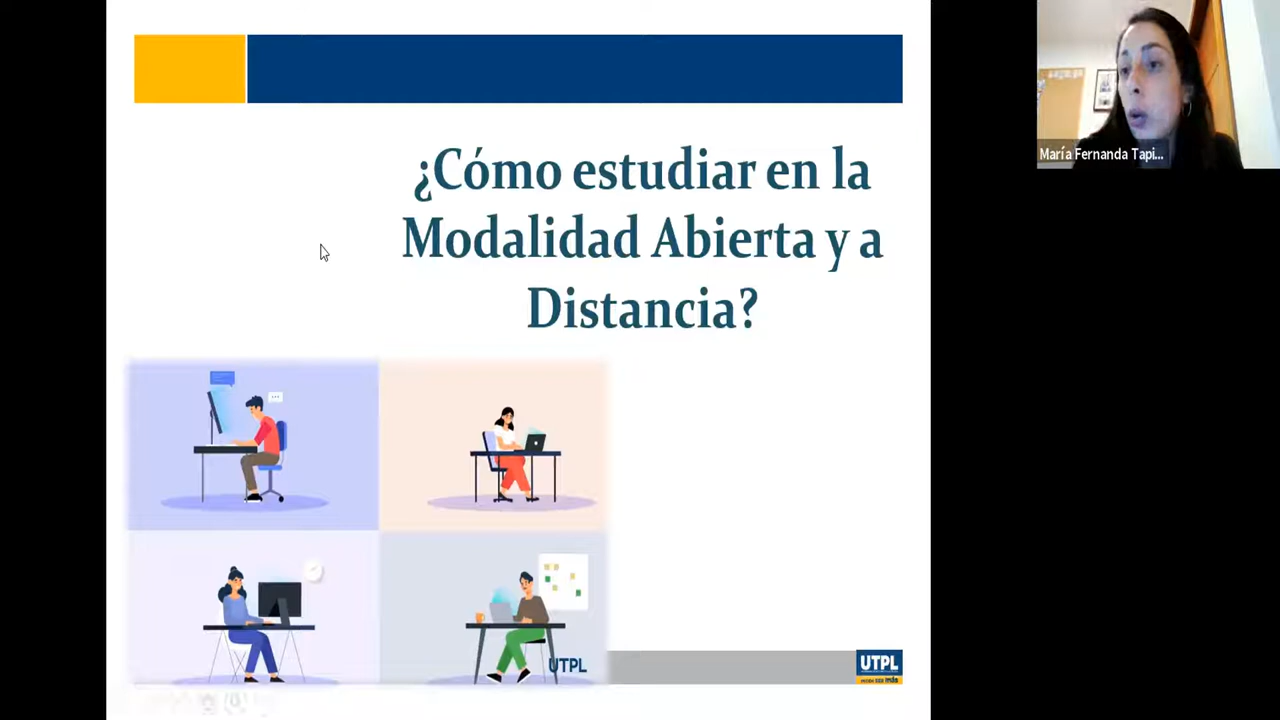 ¿Cómo estudiar en la
Modalidad Abierta y a
Distancia?
María Fernanda Tapi...
UTPL
UTPL